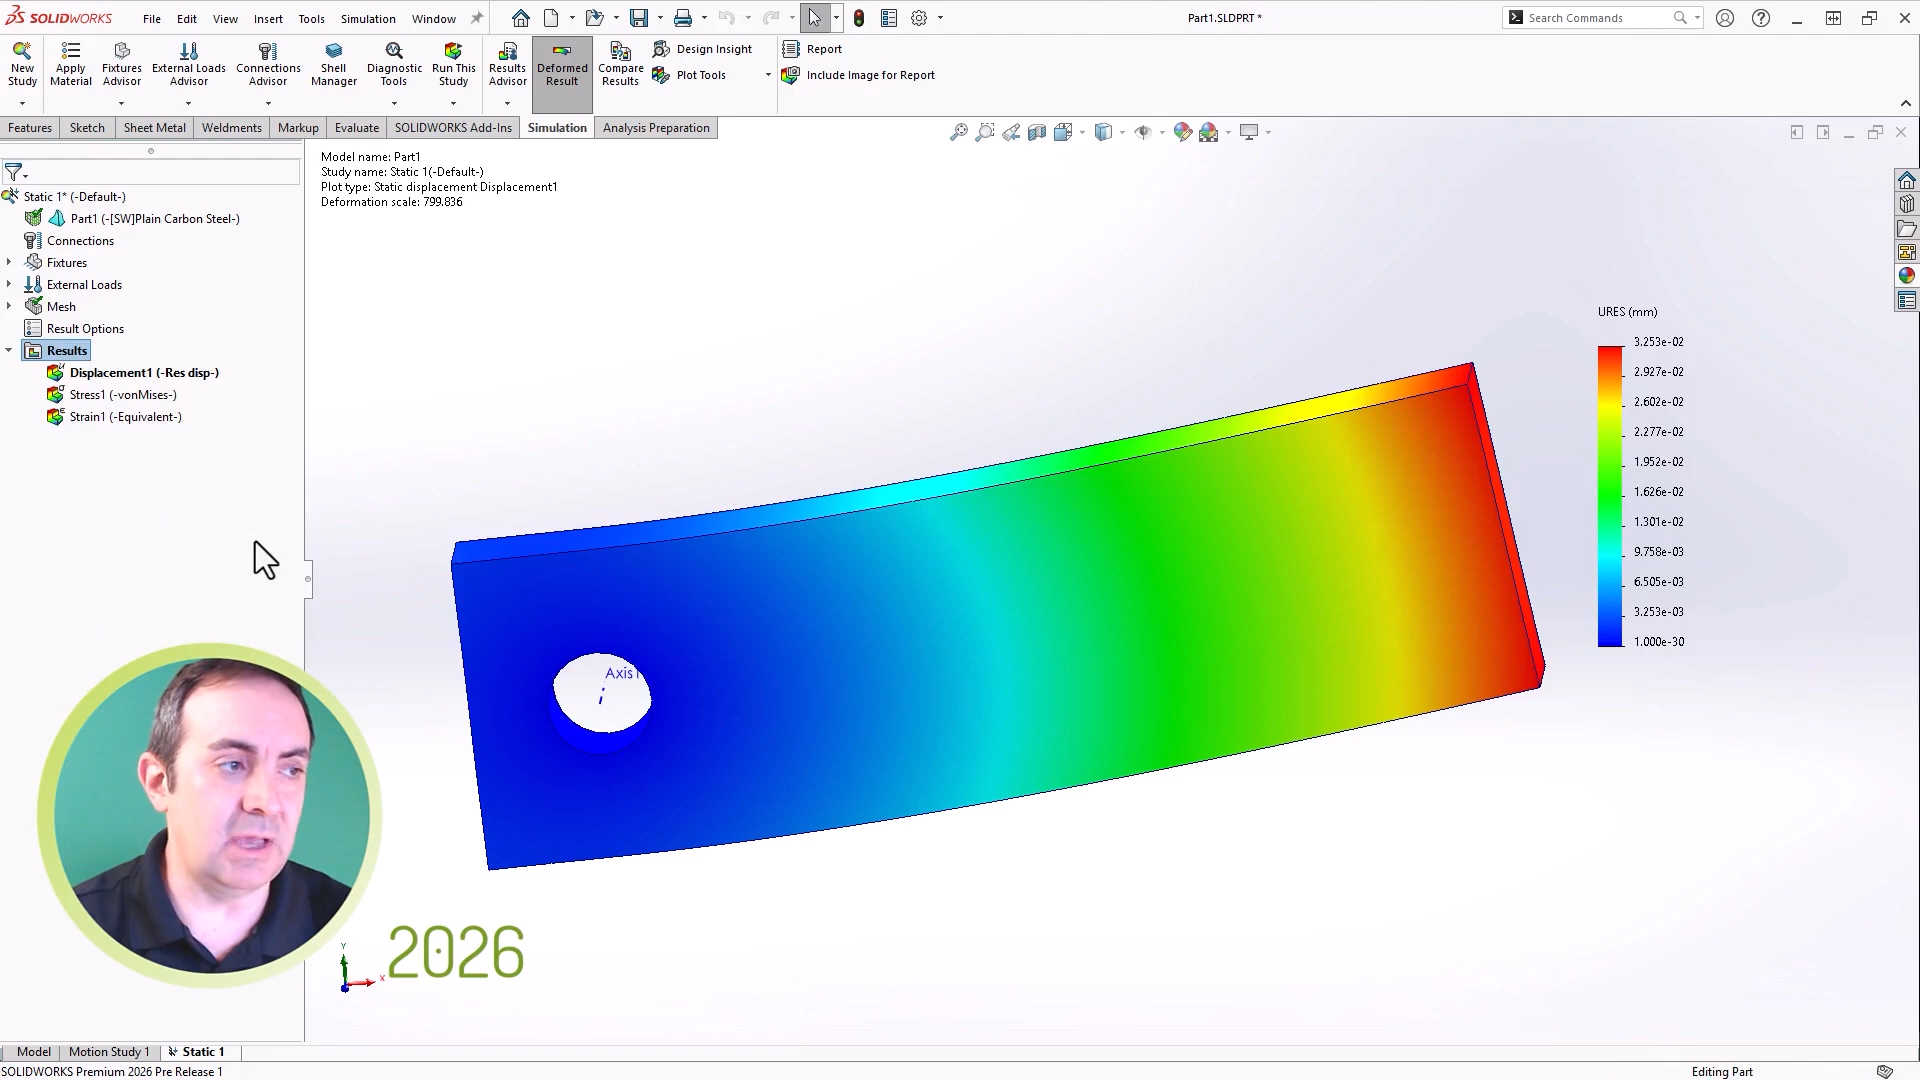 SOLIDWORKS File Edit View Insert Tools Simulation Window Part1.SLDPRT * Search Commands
New Study
Apply Material
Fixtures Advisor
External Loads Advisor
Connections Advisor
Shell Manager
Diagnostic Tools
Run This Study
Results Advisor
Deformed Result
Compare Results
Design Insight
Plot Tools
Report
Include Image for Report
Features Sketch Sheet Metal Weldments Markup Evaluate SOLIDWORKS Add-Ins Simulation Analysis Preparation
Model name: Part1
Study name: Static 1(-Default-)
Plot type: Static displacement Displacement1
Deformation scale: 799.836
Static 1* (-Default-)
Part1 (-[SW]Plain Carbon Steel-)
Connections
Fixtures
External Loads
Mesh
Result Options
Results
Displacement1 (-Res disp-)
Stress1 (-vonMises-)
Strain1 (-Equivalent-)
URES (mm)
3.253e-02
2.927e-02
2.602e-02
2.277e-02
1.952e-02
1.626e-02
1.301e-02
9.758e-03
6.505e-03
3.253e-03
1.000e-30
Axis1
Y
X
2026
Model Motion Study 1 Static 1
SOLIDWORKS Premium 2026 Pre Release 1 Editing Part